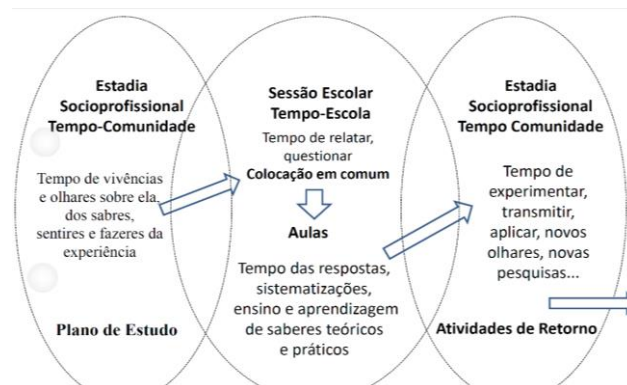 Estadia
Socioprofissional
Tempo-Comunidade
Tempo de vivências
e olhares sobre ela,
dos sabres,
sentires e fazeres da
experiência
Plano de Estudo
Sessão Escolar
Tempo-Escola
Tempo de relatar,
questionar
Colocação em comum
Aulas
Tempo das respostas,
sistematizações,
ensino e aprendizagem
de saberes teóricos
e práticos
Estadia
Socioprofissional
Tempo Comunidade
Tempo de
experimentar,
transmitir,
aplicar, novos
olhares, novas
pesquisas...
Atividades de Retorno